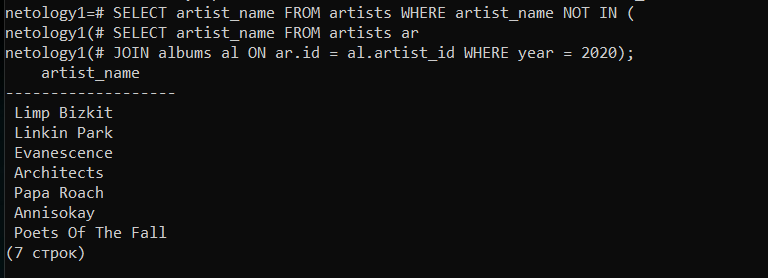 netology1=# SELECT artist_name FROM artists WHERE artist_name NOT IN (
netology1(# SELECT artist_name FROM artists ar
netology1(# JOIN albums al ON ar.id = al.artist_id WHERE year = 2020);
artist_name
-------------------
Limp Bizkit
Linkin Park
Evanescence
Architects
Papa Roach
Annisokay
Poets Of The Fall
(7 строк)